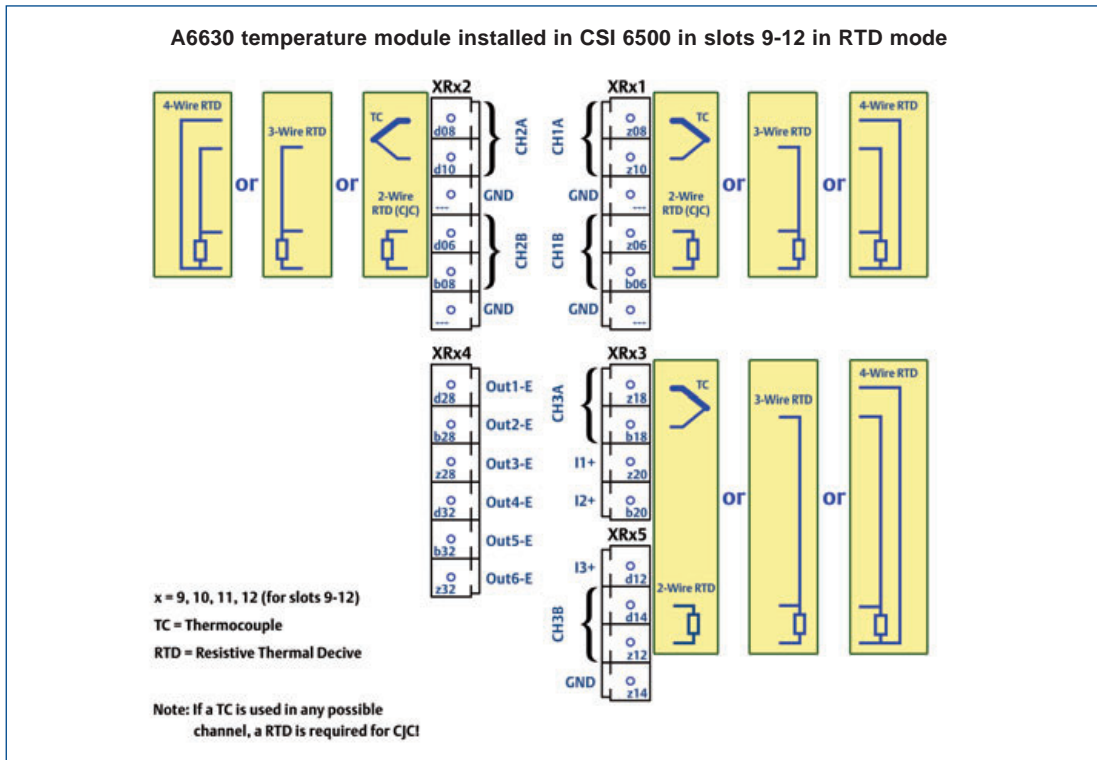 A6630 temperature module installed in CSI 6500 in slots 9-12 in RTD mode
XRx2
XRx1
4-Wire RTD
or
3-Wire RTD
or
TC
2-Wire
RTD (CJC)
d08
d10
---
d06
b08
---
CH2A
GND
CH2B
GND
CH1A
GND
CH1B
GND
z08
z10
---
z06
b06
---
TC
2-Wire
RTD (CJC)
or
3-Wire RTD
or
4-Wire RTD
XRx4
d28
b28
z28
d32
b32
z32
Out1-E
Out2-E
Out3-E
Out4-E
Out5-E
Out6-E
XRx3
CH3A
I1+
I2+
z18
b18
z20
b20
XRx5
I3+
CH3B
GND
d12
d14
z12
z14
TC
2-Wire RTD
or
3-Wire RTD
or
4-Wire RTD
x = 9, 10, 11, 12 (for slots 9-12)
TC = Thermocouple
RTD = Resistive Thermal Decive
Note: If a TC is used in any possible
channel, a RTD is required for CJC!